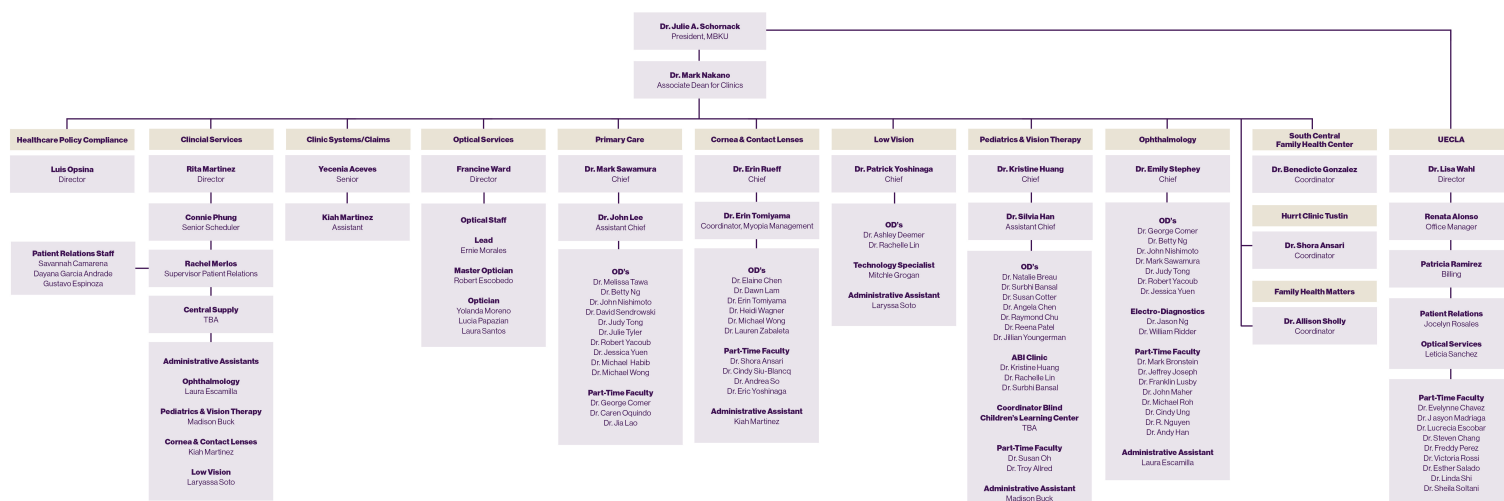 Dr. Julie A. Schornack
President, MBKU
Dr. Mark Nakano
Associate Dean for Clinics
Healthcare Policy Compliance
Luis Opsina
Director
Clincial Services
Rita Martinez
Director
Connie Phung
Senior Scheduler
Rachel Merlos
Supervisor Patient Relations
Patient Relations Staff
Savannah Camarena
Dayana Garcia Andrade
Gustavo Espinoza
Central Supply
TBA
Administrative Assistants
Ophthalmology
Laura Escamilla
Pediatrics & Vision Therapy
Madison Buck
Cornea & Contact Lenses
Kiah Martinez
Low Vision
Laryassa Soto
Clinic Systems/Claims
Yecenia Aceves
Senior
Kiah Martinez
Assistant
Optical Services
Francine Ward
Director
Optical Staff
Lead
Ernie Morales
Master Optician
Robert Escobedo
Optician
Yolanda Moreno
Lucia Papazian
Laura Santos
Primary Care
Dr. Mark Sawamura
Chief
Dr. John Lee
Assistant Chief
OD's
Dr. Melissa Tawa
Dr. Betty Ng
Dr. John Nishimoto
Dr. David Sendrowski
Dr. Judy Tong
Dr. Julie Tyler
Dr. Robert Yacoub
Dr. Jessica Yuen
Dr. Michael Habib
Dr. Michael Wong
Part-Time Faculty
Dr. George Comer
Dr. Caren Oquindo
Dr. Jia Lao
Cornea & Contact Lenses
Dr. Erin Rueff
Chief
Dr. Erin Tomiyama
Coordinator, Myopia Management
OD's
Dr. Elaine Chen
Dr. Dawn Lam
Dr. Erin Tomiyama
Dr. Heidi Wagner
Dr. Michael Wong
Dr. Lauren Zabaleta
Part-Time Faculty
Dr. Shora Ansari
Dr. Cindy Siu-Blancq
Dr. Andrea So
Dr. Eric Yoshinaga
Administrative Assistant
Kiah Martinez
Low Vision
Dr. Patrick Yoshinaga
Chief
OD's
Dr. Ashley Deemer
Dr. Rachelle Lin
Technology Specialist
Mitchle Grogan
Administrative Assistant
Laryssa Soto
Pediatrics & Vision Therapy
Dr. Kristine Huang
Chief
Dr. Silvia Han
Assistant Chief
OD's
Dr. Natalie Breau
Dr. Surbhi Bansal
Dr. Susan Cotter
Dr. Angela Chen
Dr. Raymond Chu
Dr. Reena Patel
Dr. Jillian Youngerman
ABI Clinic
Dr. Kristine Huang
Dr. Rachelle Lin
Dr. Surbhi Bansal
Coordinator Blind
Children's Learning Center
TBA
Part-Time Faculty
Dr. Susan Oh
Dr. Troy Allred
Administrative Assistant
Madison Buck
Ophthalmology
Dr. Emily Stephey
Chief
OD's
Dr. George Comer
Dr. Betty Ng
Dr. John Nishimoto
Dr. Mark Sawamura
Dr. Judy Tong
Dr. Robert Yacoub
Dr. Jessica Yuen
Electro-Diagnostics
Dr. Jason Ng
Dr. William Ridder
Part-Time Faculty
Dr. Mark Bronstein
Dr. Jeffrey Joseph
Dr. Franklin Lusby
Dr. John Maher
Dr. Michael Roh
Dr. Cindy Ung
Dr. R. Nguyen
Dr. Andy Han
Administrative Assistant
Laura Escamilla
South Central
Family Health Center
Dr. Benedicte Gonzalez
Coordinator
Hurrt Clinic Tustin
Dr. Shora Ansari
Coordinator
Family Health Matters
Dr. Allison Sholly
Coordinator
UECLA
Dr. Lisa Wahl
Director
Renata Alonso
Office Manager
Patricia Ramirez
Billing
Patient Relations
Jocelyn Rosales
Optical Services
Leticia Sanchez
Part-Time Faculty
Dr. Evelynne Chavez
Dr. Jasyon Madriaga
Dr. Lucrecia Escobar
Dr. Steven Chang
Dr. Freddy Perez
Dr. Victoria Rossi
Dr. Esther Salado
Dr. Linda Shi
Dr. Sheila Soltani